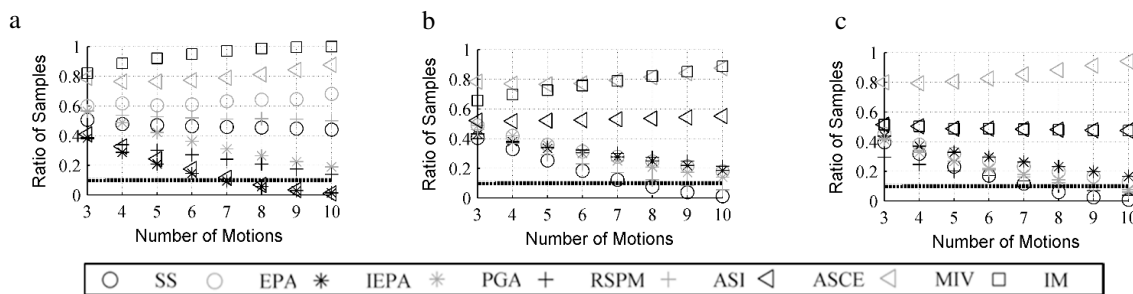 a
b
c
Ratio of Samples
1
0.8
0.6
0.4
0.2
0
3 4 5 6 7 8 9 10
Number of Motions
Ratio of Samples
1
0.8
0.6
0.4
0.2
0
3 4 5 6 7 8 9 10
Number of Motions
Ratio of Samples
1
0.8
0.6
0.4
0.2
0
3 4 5 6 7 8 9 10
Number of Motions
SS EPA IEPA PGA RSPM ASI ASCE MIV IM